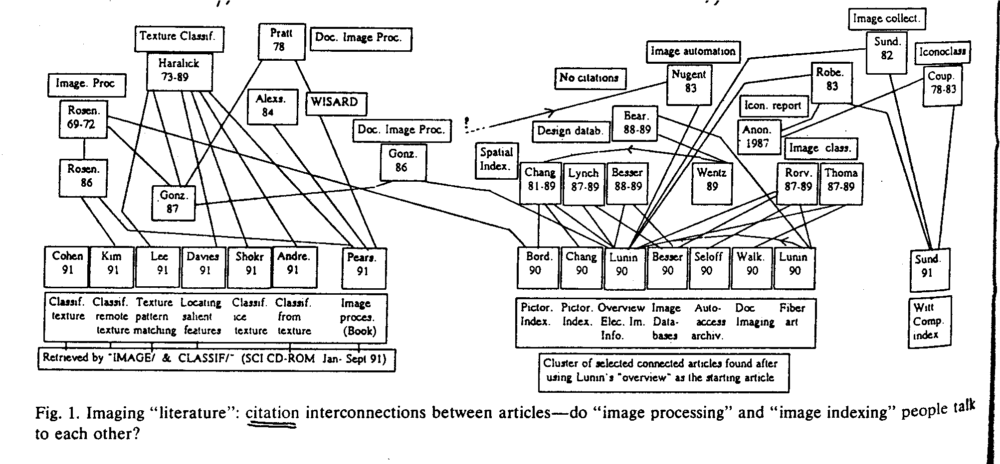 Image collect.
Texture Classif.
Pratt
78
Doc. Image Proc.
Sund.
82
Image automation
Iconoclass
Haralick
73-89
Nugent
83
Robe.
83
Coup.
78-83
No citations
Image. Proc
Alexs.
84
WISARD
Icon. report
Rosen.
69-72
Bear.
88-89
Doc. Image Proc.
Design datab.
Anon.
1987
Image class.
Gonz.
86
Spatial
Index.
Rosen.
86
Chang
81-89
Lynch
87-89
Besser
88-89
Wentz
89
Rorv.
87-89
Thoma
87-89
Gonz.
87
Cohen
91
Kim
91
Lee
91
Davies
91
Shokr
91
Andre.
91
Pears.
91
Bord.
90
Chang
90
Lunin
90
Besser
90
Seloff
90
Walk.
90
Lunin
90
Sund.
91
Classif.
texture
Classif.
remote
texture
Texture
pattern
matching
Locating
salient
features
Classif.
ice
texture
Classif.
from
texture
Image
proces.
(Book)
Pictor.
Index.
Pictor.
Index.
Overview
Elec. Im.
Info.
Image
Data-
bases
Auto-
access
archiv.
Doc
Imaging
Fiber
art
Witt
Comp.
index
Retrieved by "IMAGE/ & CLASSIF/" (SCI CD-ROM Jan- Sept 91)
Cluster of selected connected articles found after
using Lunin's "overview" as the starting article
Fig. 1. Imaging “literature”: citation interconnections between articles—do “image processing” and “image indexing” people talk
to each other?